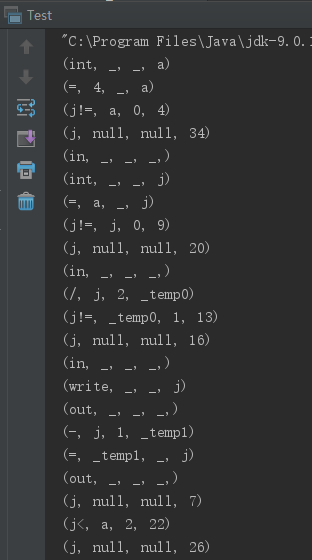 Test
"C:\Program Files\Java\jdk-9.0.1
(int, _, _, a)
(=, 4, _, a)
(j!=, a, 0, 4)
(j, null, null, 34)
(in, _, _, _,)
(int, _, _, j)
(=, a, _, j)
(j!=, j, 0, 9)
(j, null, null, 20)
(in, _, _, _,)
(/, j, 2, _temp0)
(j!=, _temp0, 1, 13)
(j, null, null, 16)
(in, _, _, _,)
(write, _, _, j)
(out, _, _, _,)
(-, j, 1, _temp1)
(=, _temp1, _, j)
(out, _, _, _,)
(j, null, null, 7)
(j<, a, 2, 22)
(j, null, null, 26)